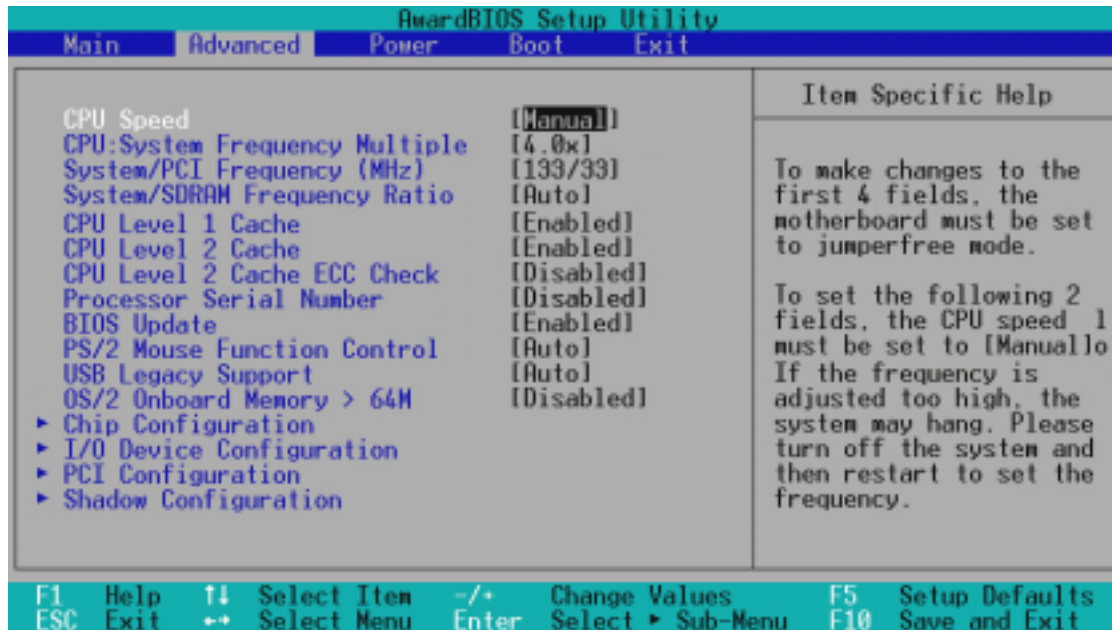 AwardBIOS Setup Utility
Main Advanced Power Boot Exit
Item Specific Help
CPU Speed [Manual]
CPU:System Frequency Multiple [4.0x]
System/PCI Frequency (MHz) [133/33]
System/SDRAM Frequency Ratio [Auto]
CPU Level 1 Cache [Enabled]
CPU Level 2 Cache [Enabled]
CPU Level 2 Cache ECC Check [Disabled]
Processor Serial Number [Disabled]
BIOS Update [Enabled]
PS/2 Mouse Function Control [Auto]
USB Legacy Support [Auto]
OS/2 Onboard Memory > 64M [Disabled]
► Chip Configuration
► I/O Device Configuration
► PCI Configuration
► Shadow Configuration
To make changes to the
first 4 fields, the
motherboard must be set
to jumperfree mode.
To set the following 2
fields, the CPU speed l
must be set to [Manual]o
If the frequency is
adjusted too high, the
system may hang. Please
turn off the system and
then restart to set the
frequency.
F1 Help ↑↓ Select Item -/+ Change Values F5 Setup Defaults
ESC Exit ←→ Select Menu Enter Select ► Sub-Menu F10 Save and Exit